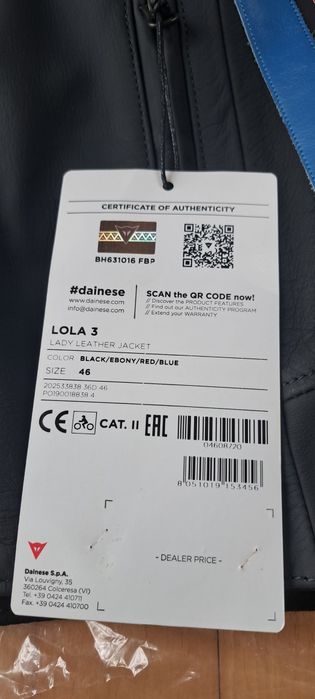 CERTIFICATE OF AUTHENTICITY
BH631016 FBP
#dainese
www.dainese.com
info@dainese.com
SCAN the QR CODE now!
// Discover the PRODUCT FEATURES
// Find out our AUTHENTICITY PROGRAM
// Extend your WARRANTY
LOLA 3
LADY LEATHER JACKET
COLOR BLACK/EBONY/RED/BLUE
SIZE 46
202533838 36D 46
PO190018838 4
CE CAT. II EAC
04608720
8 051019 153456
- DEALER PRICE -
Dainese S.p.A.
Via Louvigny, 35
360264 Colceresa (VI)
Tel. +39 0424 410711
Fax +39 0424 410700